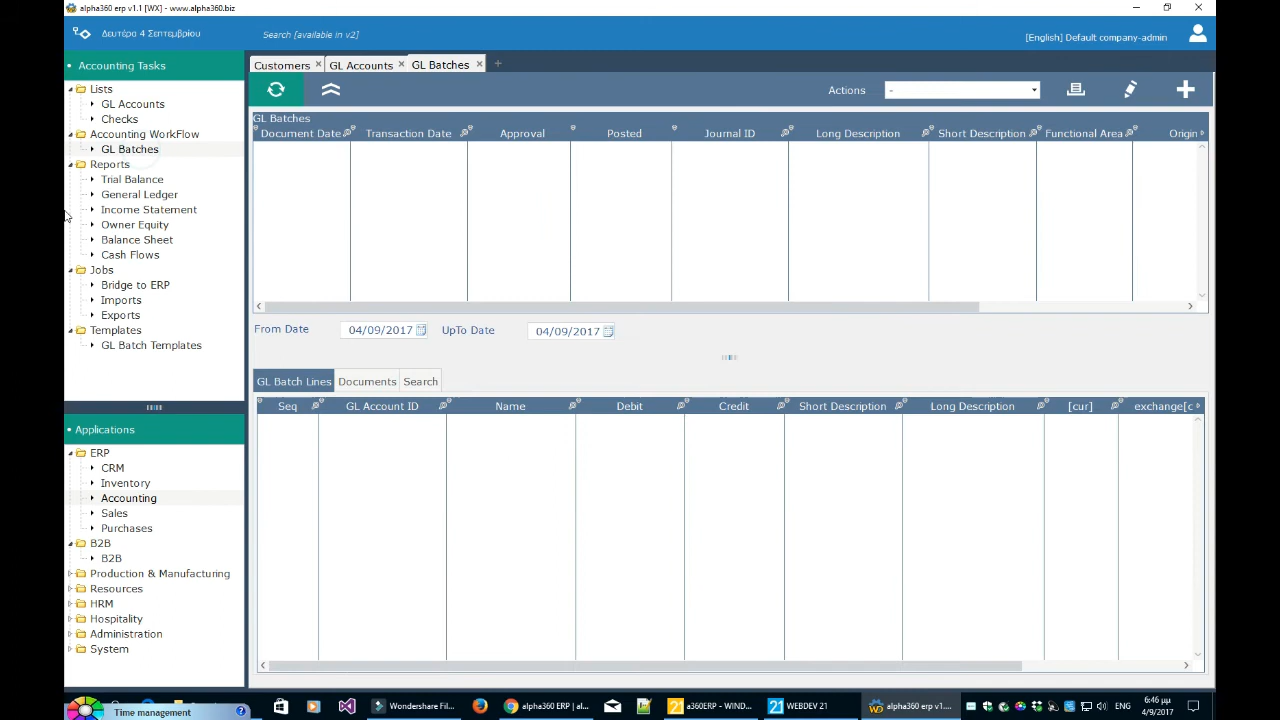 alpha360 erp v1.1 [WX] - www.alpha360.biz
Δευτέρα 4 Σεπτεμβρίου
Search [available in v2]
[English] Default company-admin
Accounting Tasks
Lists
GL Accounts
Checks
Accounting WorkFlow
GL Batches
Reports
Trial Balance
General Ledger
Income Statement
Owner Equity
Balance Sheet
Cash Flows
Jobs
Bridge to ERP
Imports
Exports
Templates
GL Batch Templates
Applications
ERP
CRM
Inventory
Accounting
Sales
Purchases
B2B
B2B
Production & Manufacturing
Resources
HRM
Hospitality
Administration
System
Customers GL Accounts GL Batches
Actions -
GL Batches
Document Date Transaction Date Approval Posted Journal ID Long Description Short Description Functional Area Origin
From Date 04/09/2017 UpTo Date 04/09/2017
GL Batch Lines Documents Search
Seq GL Account ID Name Debit Credit Short Description Long Description [cur] exchange[c
Time management
Wondershare Fil...
alpha360 ERP | al...
a360ERP - WIND...
WEBDEV 21
alpha360 erp v1....
ENG
6:46 μμ
4/9/2017